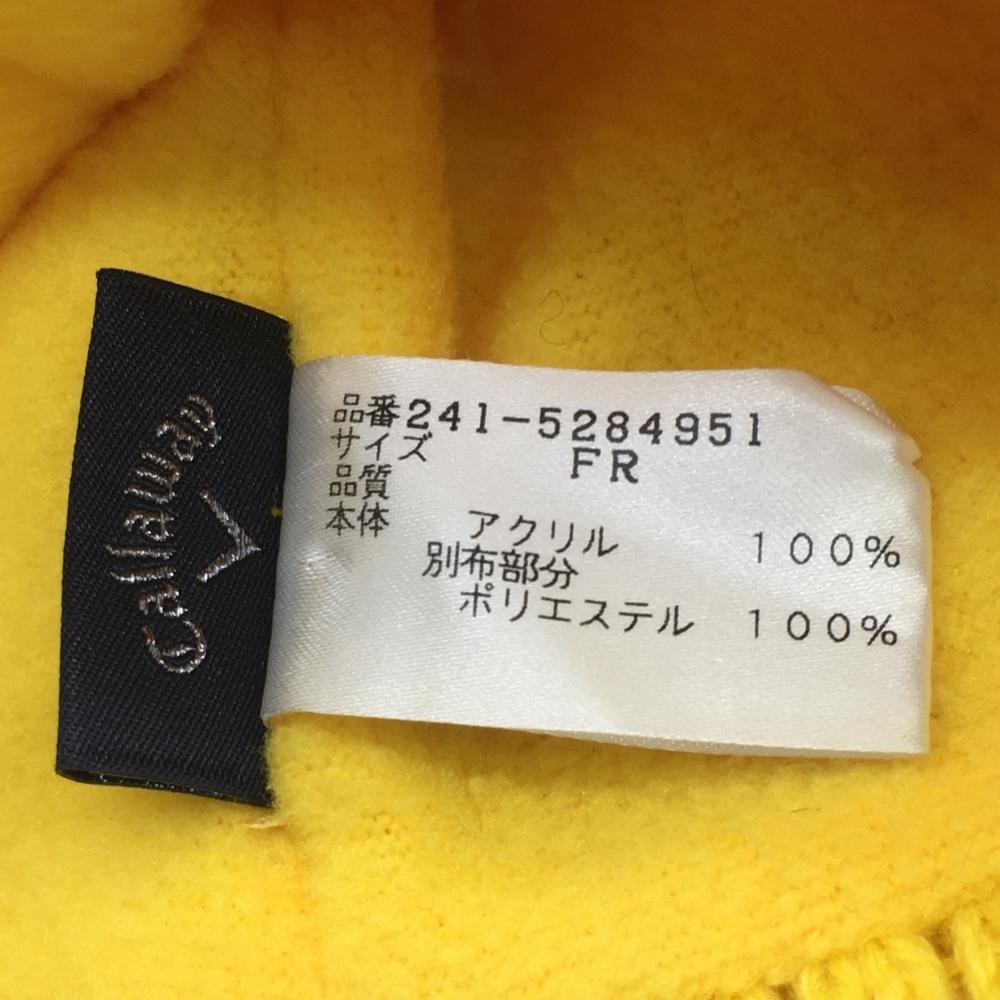 Callaway
品番241-5284951
サイズ FR
品質
本体 アクリル 100%
別布部分
ポリエステル 100%